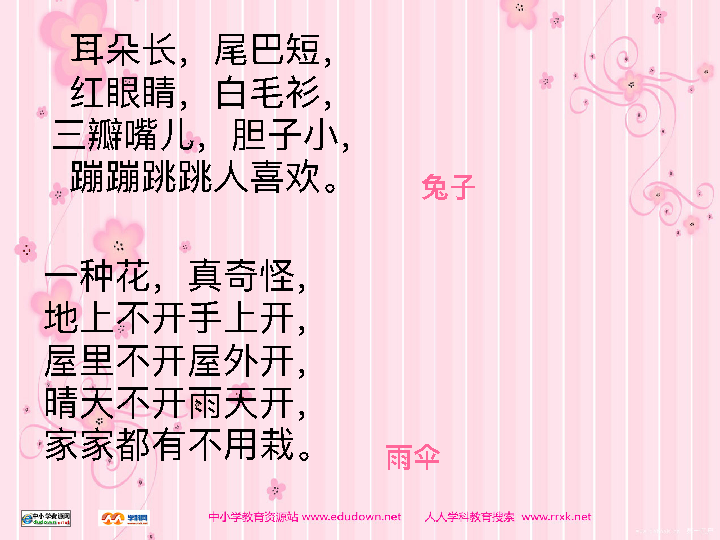 耳朵长，尾巴短，
红眼睛，白毛衫，
三瓣嘴儿，胆子小，
蹦蹦跳跳人喜欢。
兔子
一种花，真奇怪，
地上不开手上开，
屋里不开屋外开，
晴天不开雨天开，
家家都有不用栽。
雨伞
中小学教育资源站 www.edudown.net 人人学科教育搜索 www.rrxk.net